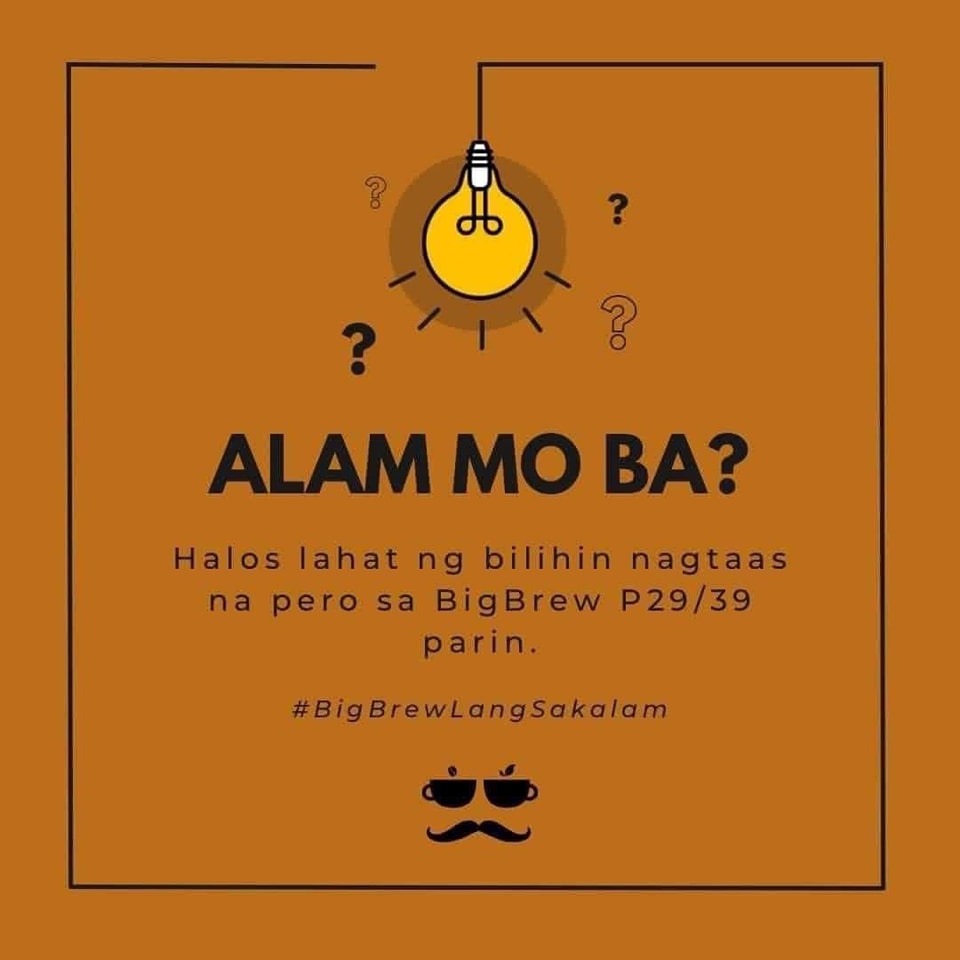 ALAM MO BA?
Halos lahat ng bilihin nagtaas
na pero sa BigBrew P29/39
parin.
#BigBrewLangSakalam